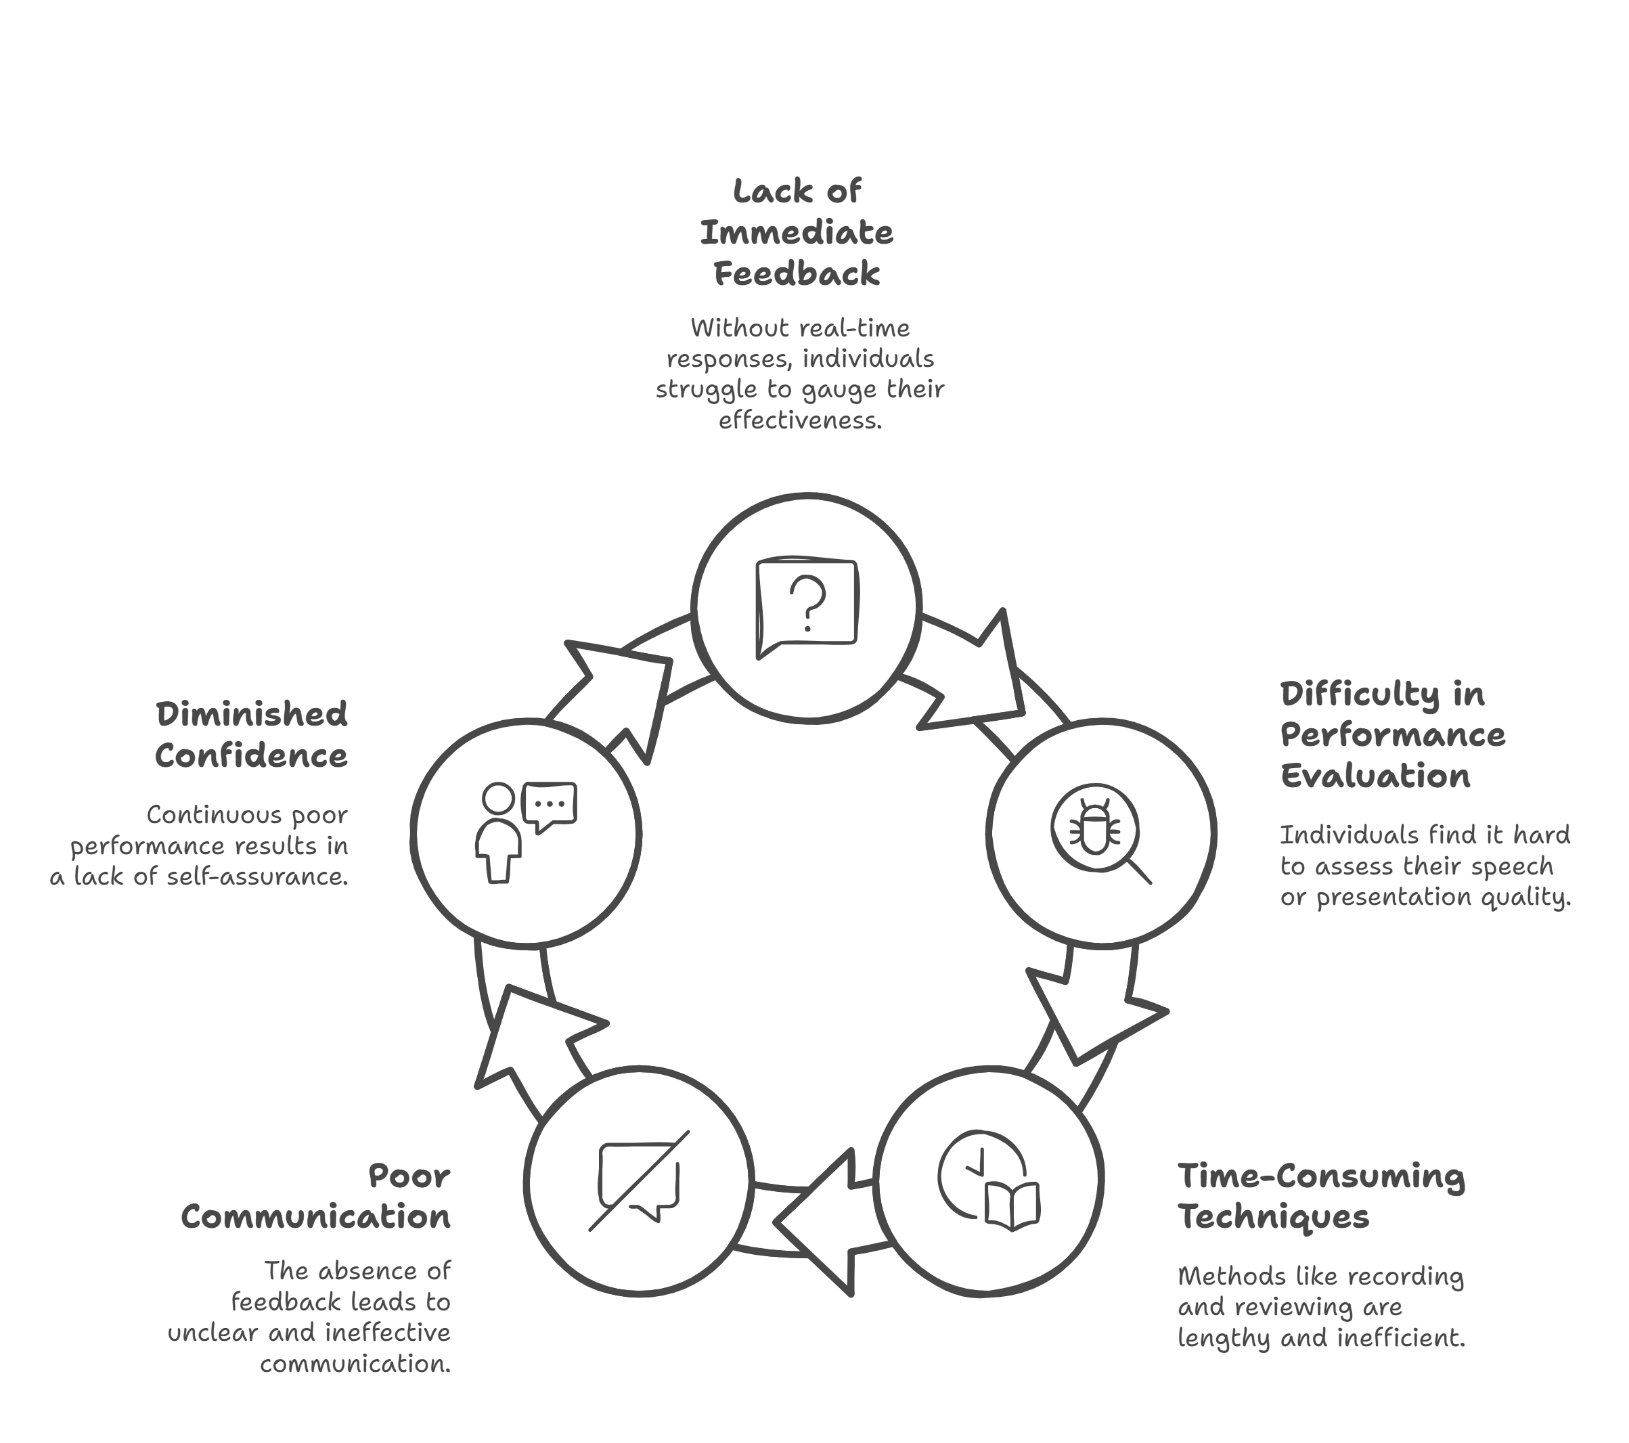 Lack of
Immediate
Feedback
Without real-time
responses, individuals
struggle to gauge their
effectiveness.
?
Difficulty in
Performance
Evaluation
Individuals find it hard
to assess their speech
or presentation quality.
Time-Consuming
Techniques
Methods like recording
and reviewing are
lengthy and inefficient.
Poor
Communication
The absence of
feedback leads to
unclear and ineffective
communication.
Diminished
Confidence
Continuous poor
performance results in
a lack of self-assurance.